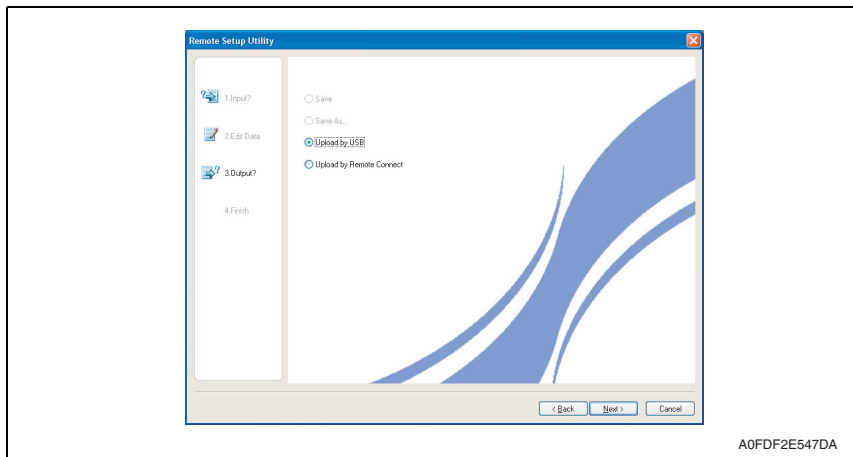 Remote Setup Utility
1.Input?
2.Edit Data
3.Output?
4.Finish
Save
Save As...
Upload by USB
Upload by Remote Connect
< Back
Next >
Cancel
A0FDF2E547DA